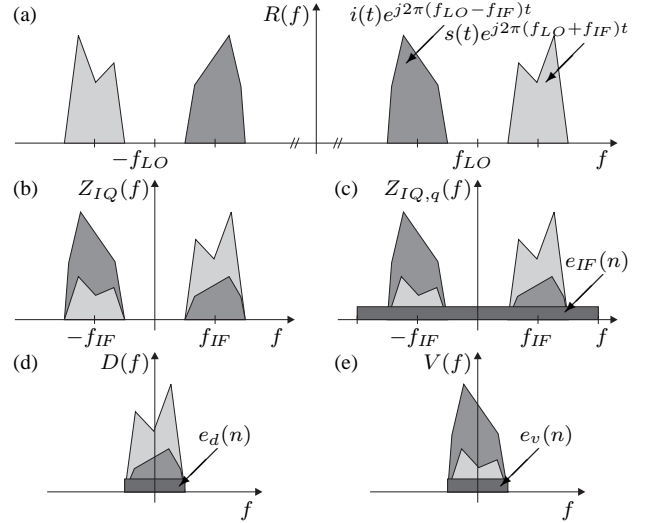 (a) R(f) i(t)e^{j2π(f_{LO}−f_{IF})t}
s(t)e^{j2π(f_{LO}+f_{IF})t}
−f_{LO} f_{LO} f
(b) Z_{IQ}(f) (c) Z_{IQ,q}(f)
e_{IF}(n)
−f_{IF} f_{IF} f −f_{IF} f_{IF} f
(d) D(f) (e) V(f)
e_d(n) e_v(n)
f f